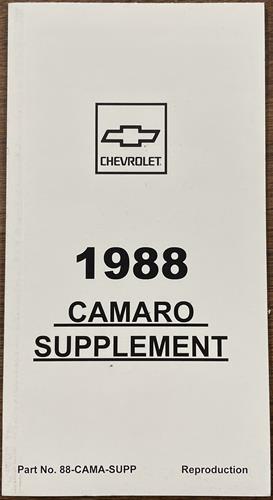 CHEVROLET
1988
CAMARO
SUPPLEMENT
Part No. 88-CAMA-SUPP Reproduction